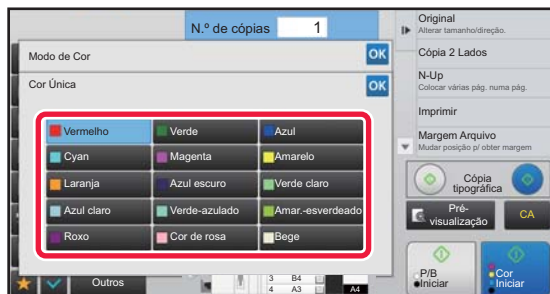 N.º de cópias 1
Modo de Cor OK
Cor Única OK
Vermelho Verde Azul
Cyan Magenta Amarelo
Laranja Azul escuro Verde claro
Azul claro Verde-azulado Amar.-esverdeado
Roxo Cor de rosa Bege
Outros
3 B4
4 A3 A4
Original
Alterar tamanho/direção.
Cópia 2 Lados
N-Up
Colocar várias pág. numa pág.
Imprimir
Margem Arquivo
Mudar posição p/ obter margem
Cópia
tipográfica
Pré-
visualização
CA
P/B
Iniciar
Cor
Iniciar